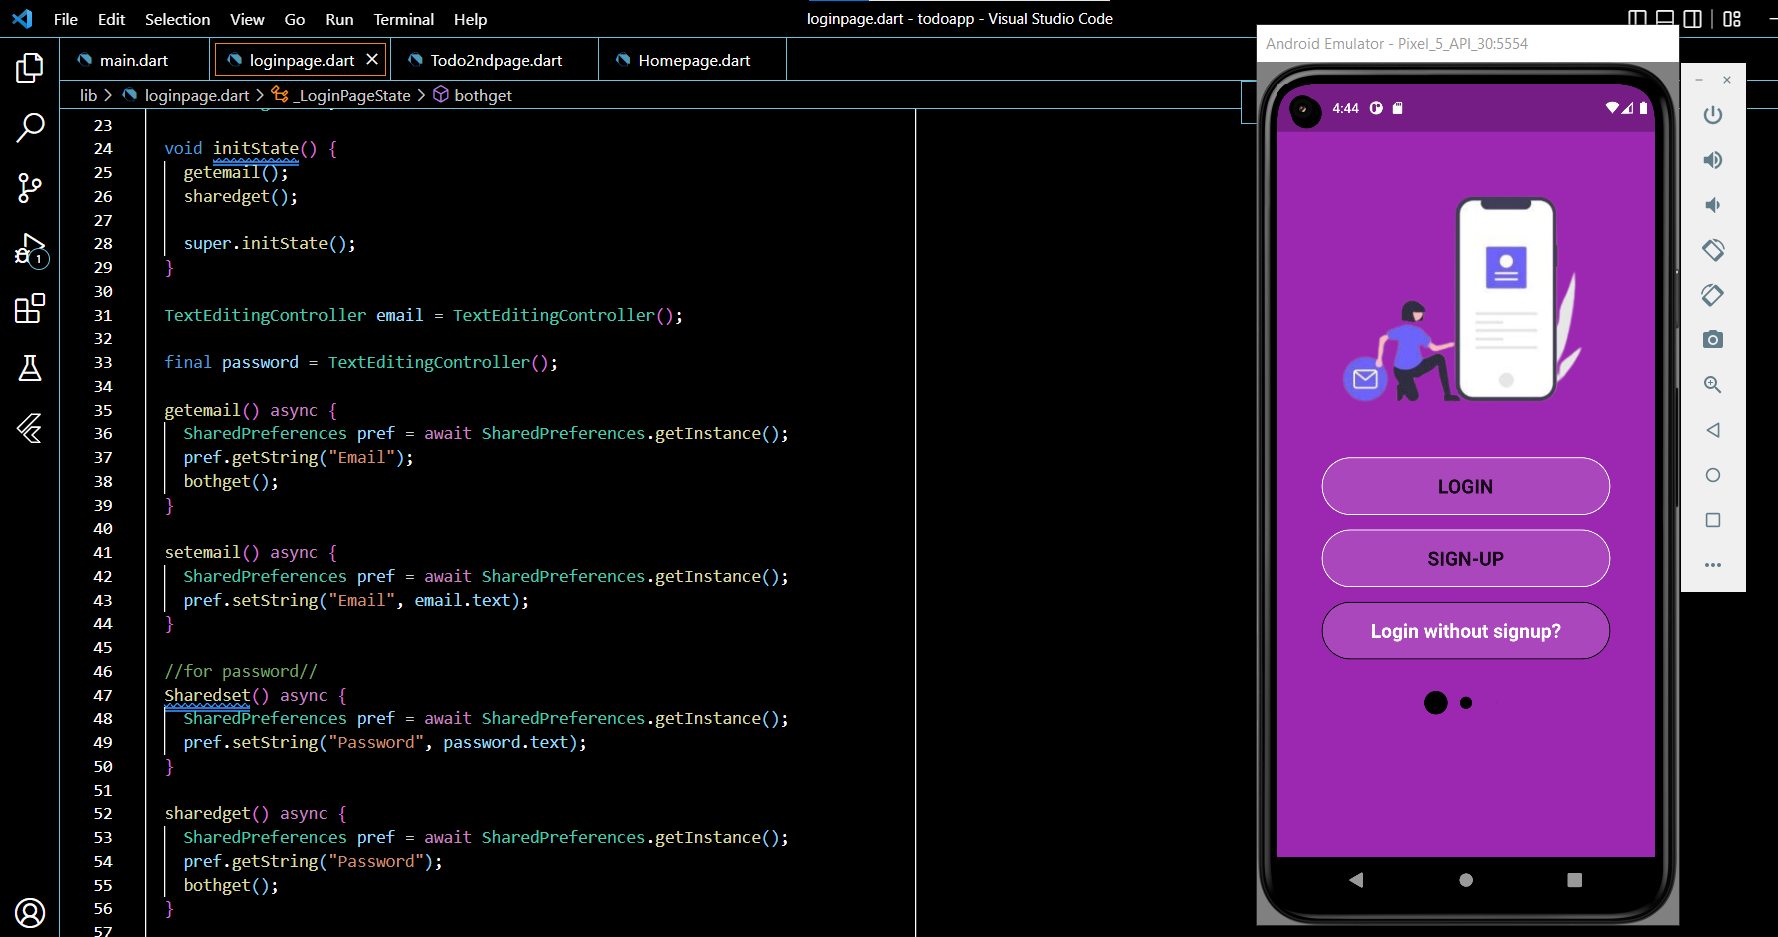 File Edit Selection View Go Run Terminal Help
loginpage.dart - todoapp - Visual Studio Code
main.dart
loginpage.dart
Todo2ndpage.dart
Homepage.dart
lib > loginpage.dart > _LoginPageState > bothget
23
24 void initState() {
25 getemail();
26 sharedget();
27
28 super.initState();
29 }
30
31 TextEditingController email = TextEditingController();
32
33 final password = TextEditingController();
34
35 getemail() async {
36 SharedPreferences pref = await SharedPreferences.getInstance();
37 pref.getString("Email");
38 bothget();
39 }
40
41 setemail() async {
42 SharedPreferences pref = await SharedPreferences.getInstance();
43 pref.setString("Email", email.text);
44 }
45
46 //for password//
47 Sharedset() async {
48 SharedPreferences pref = await SharedPreferences.getInstance();
49 pref.setString("Password", password.text);
50 }
51
52 sharedget() async {
53 SharedPreferences pref = await SharedPreferences.getInstance();
54 pref.getString("Password");
55 bothget();
56 }
57
1
Android Emulator - Pixel_5_API_30:5554
4:44
LOGIN
SIGN-UP
Login without signup?